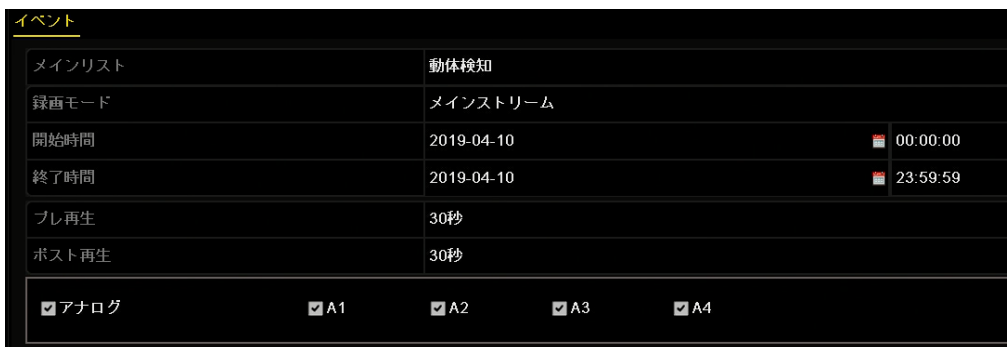 イベント
メインリスト 動体検知
録画モード メインストリーム
開始時間 2019-04-10 00:00:00
終了時間 2019-04-10 23:59:59
プレ再生 30秒
ポスト再生 30秒
アナログ A1 A2 A3 A4